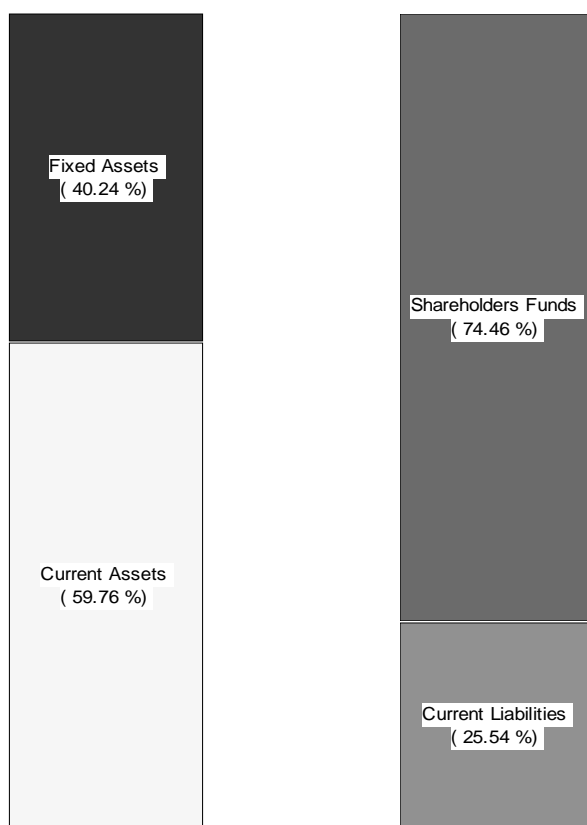 Fixed Assets
( 40.24 %)
Current Assets
( 59.76 %)
Shareholders Funds
( 74.46 %)
Current Liabilities
( 25.54 %)